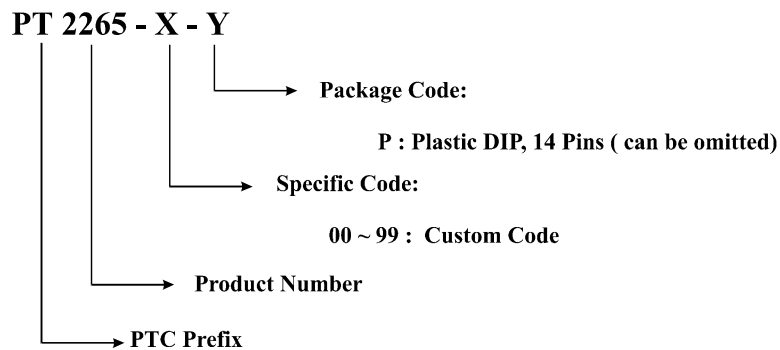 PT 2265 - X - Y
Package Code:
P : Plastic DIP, 14 Pins ( can be omitted)
Specific Code:
00 ~ 99 : Custom Code
Product Number
PTC Prefix